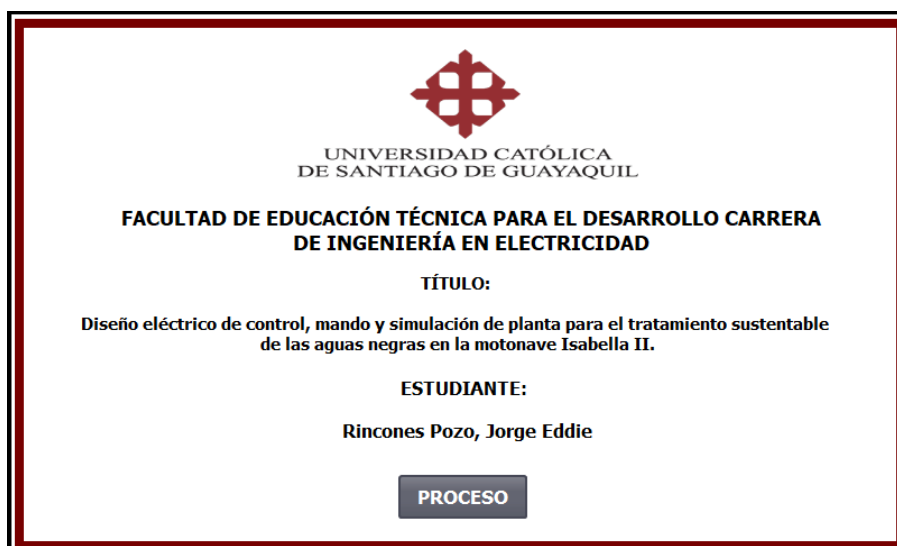 UNIVERSIDAD CATÓLICA
DE SANTIAGO DE GUAYAQUIL
FACULTAD DE EDUCACIÓN TÉCNICA PARA EL DESARROLLO CARRERA
DE INGENIERÍA EN ELECTRICIDAD
TÍTULO:
Diseño eléctrico de control, mando y simulación de planta para el tratamiento sustentable
de las aguas negras en la motonave Isabella II.
ESTUDIANTE:
Rincones Pozo, Jorge Eddie
PROCESO